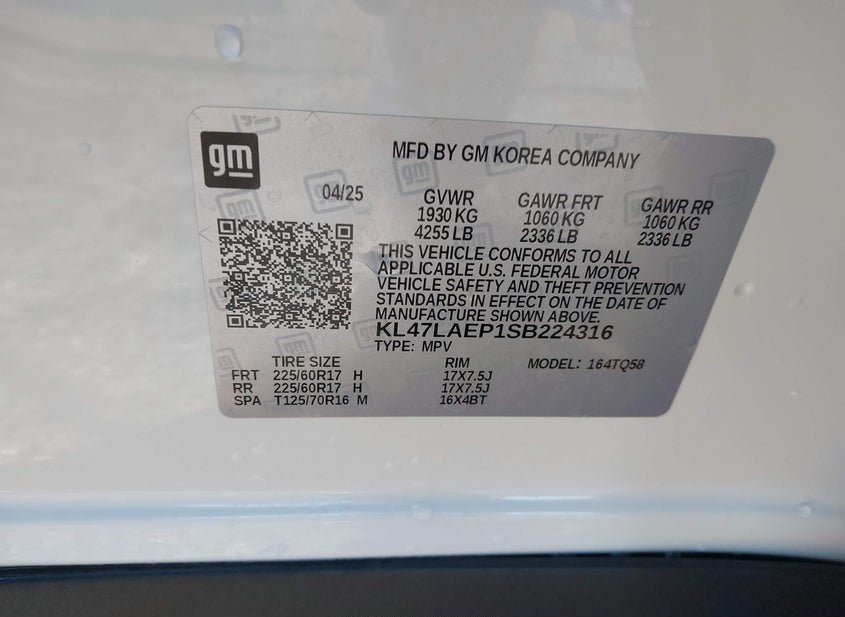 gm
MFD BY GM KOREA COMPANY
04/25
GVWR GAWR FRT GAWR RR
1930 KG 1060 KG 1060 KG
4255 LB 2336 LB 2336 LB
THIS VEHICLE CONFORMS TO ALL
APPLICABLE U.S. FEDERAL MOTOR
VEHICLE SAFETY AND THEFT PREVENTION
STANDARDS IN EFFECT ON THE DATE OF
MANUFACTURE SHOWN ABOVE.
KL47LAEP1SB224316
TYPE: MPV
TIRE SIZE RIM MODEL: 164TQ58
FRT 225/60R17 H 17X7.5J
RR 225/60R17 H 17X7.5J
SPA T125/70R16 M 16X4BT